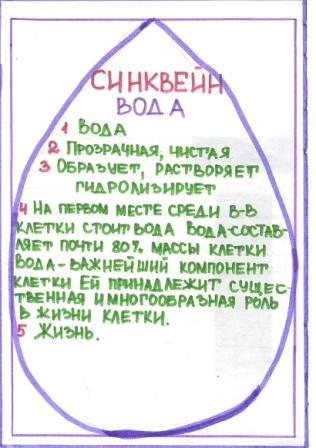 СИНКВЕЙН
ВОДА
1 ВОДА
2 ПРОЗРАЧНАЯ, ЧИСТАЯ
3 ОБРАЗУЕТ, РАСТВОРЯЕТ
ГИДРОЛИЗИРУЕТ
4 НА ПЕРВОМ МЕСТЕ СРЕДИ В-В
КЛЕТКИ СТОИТ ВОДА ВОДА-СОСТАВ-
ЛЯЕТ ПОЧТИ 80% МАССЫ КЛЕТКИ
ВОДА-ВАЖНЕЙШИЙ КОМПОНЕНТ
КЛЕТКИ ЕЙ ПРИНАДЛЕЖИТ СУЩЕС-
ТВЕННАЯ И МНОГООБРАЗНАЯ РОЛЬ
В ЖИЗНИ КЛЕТКИ.
5 ЖИЗНЬ.